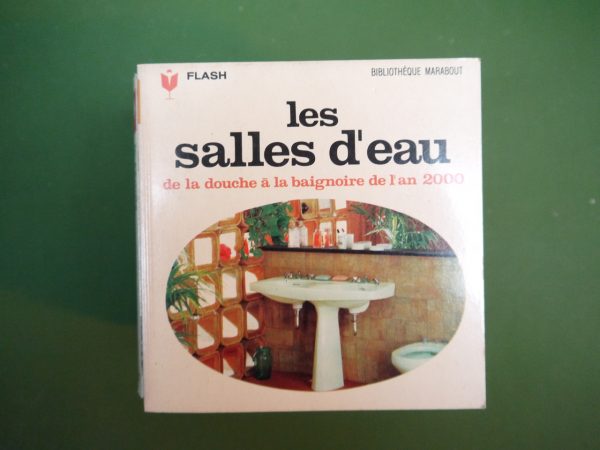 FLASH
BIBLIOTHÈQUE MARABOUT
les
salles d'eau
de la douche à la baignoire de l'an 2000